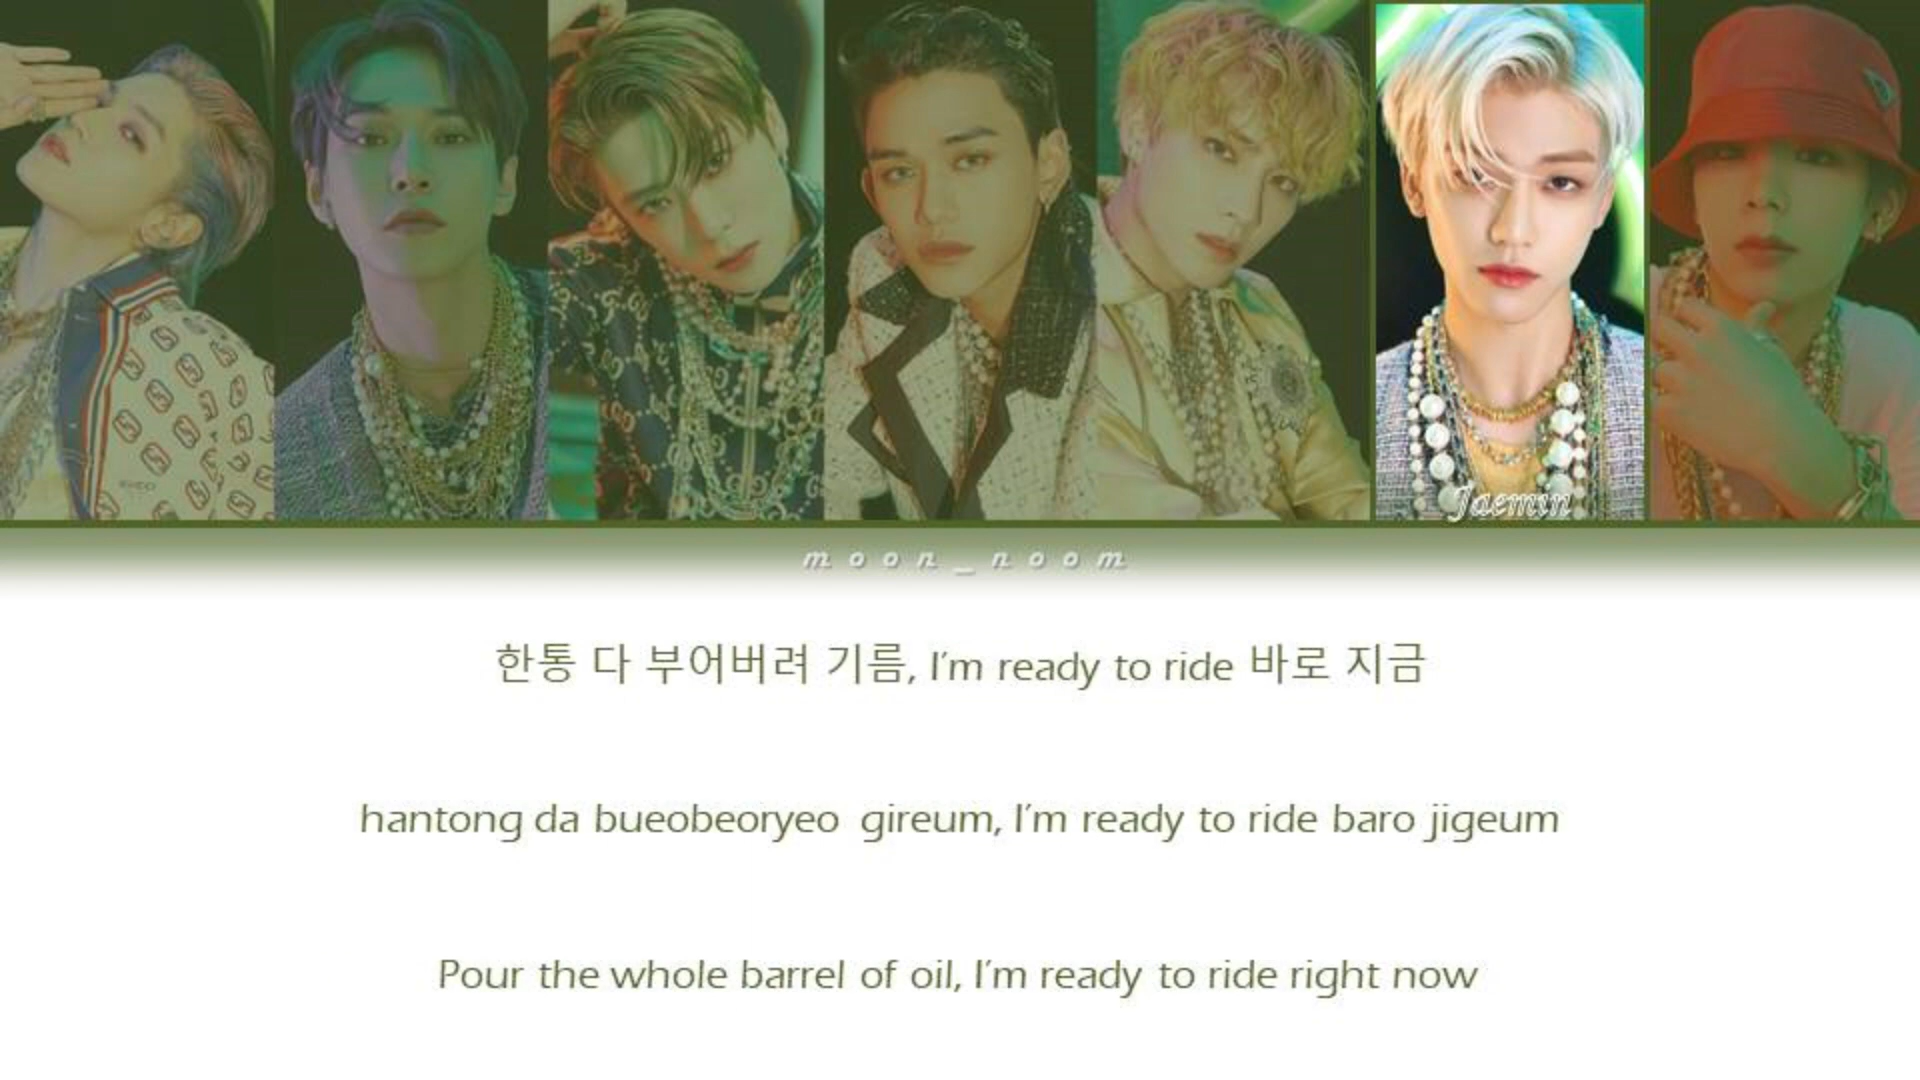 Jaemin
moon_noom
한통 다 부어버려 기름, I'm ready to ride 바로 지금
hantong da bueobeoryeo gireum, I'm ready to ride baro jigeum
Pour the whole barrel of oil, I'm ready to ride right now